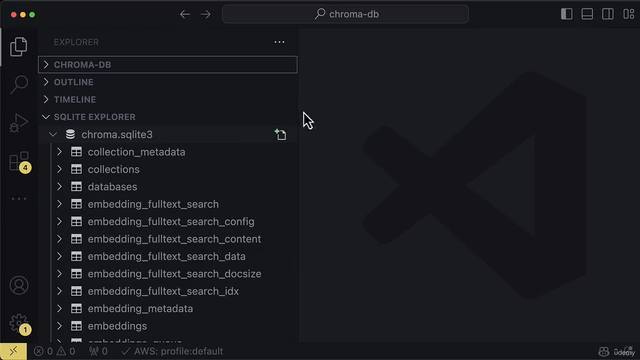 chroma-db
EXPLORER
CHROMA-DB
OUTLINE
TIMELINE
SQLITE EXPLORER
chroma.sqlite3
collection_metadata
collections
databases
embedding_fulltext_search
embedding_fulltext_search_config
embedding_fulltext_search_content
embedding_fulltext_search_data
embedding_fulltext_search_docsize
embedding_fulltext_search_idx
embedding_metadata
embeddings
4
1
0 0 0 AWS: profile:default
udemy